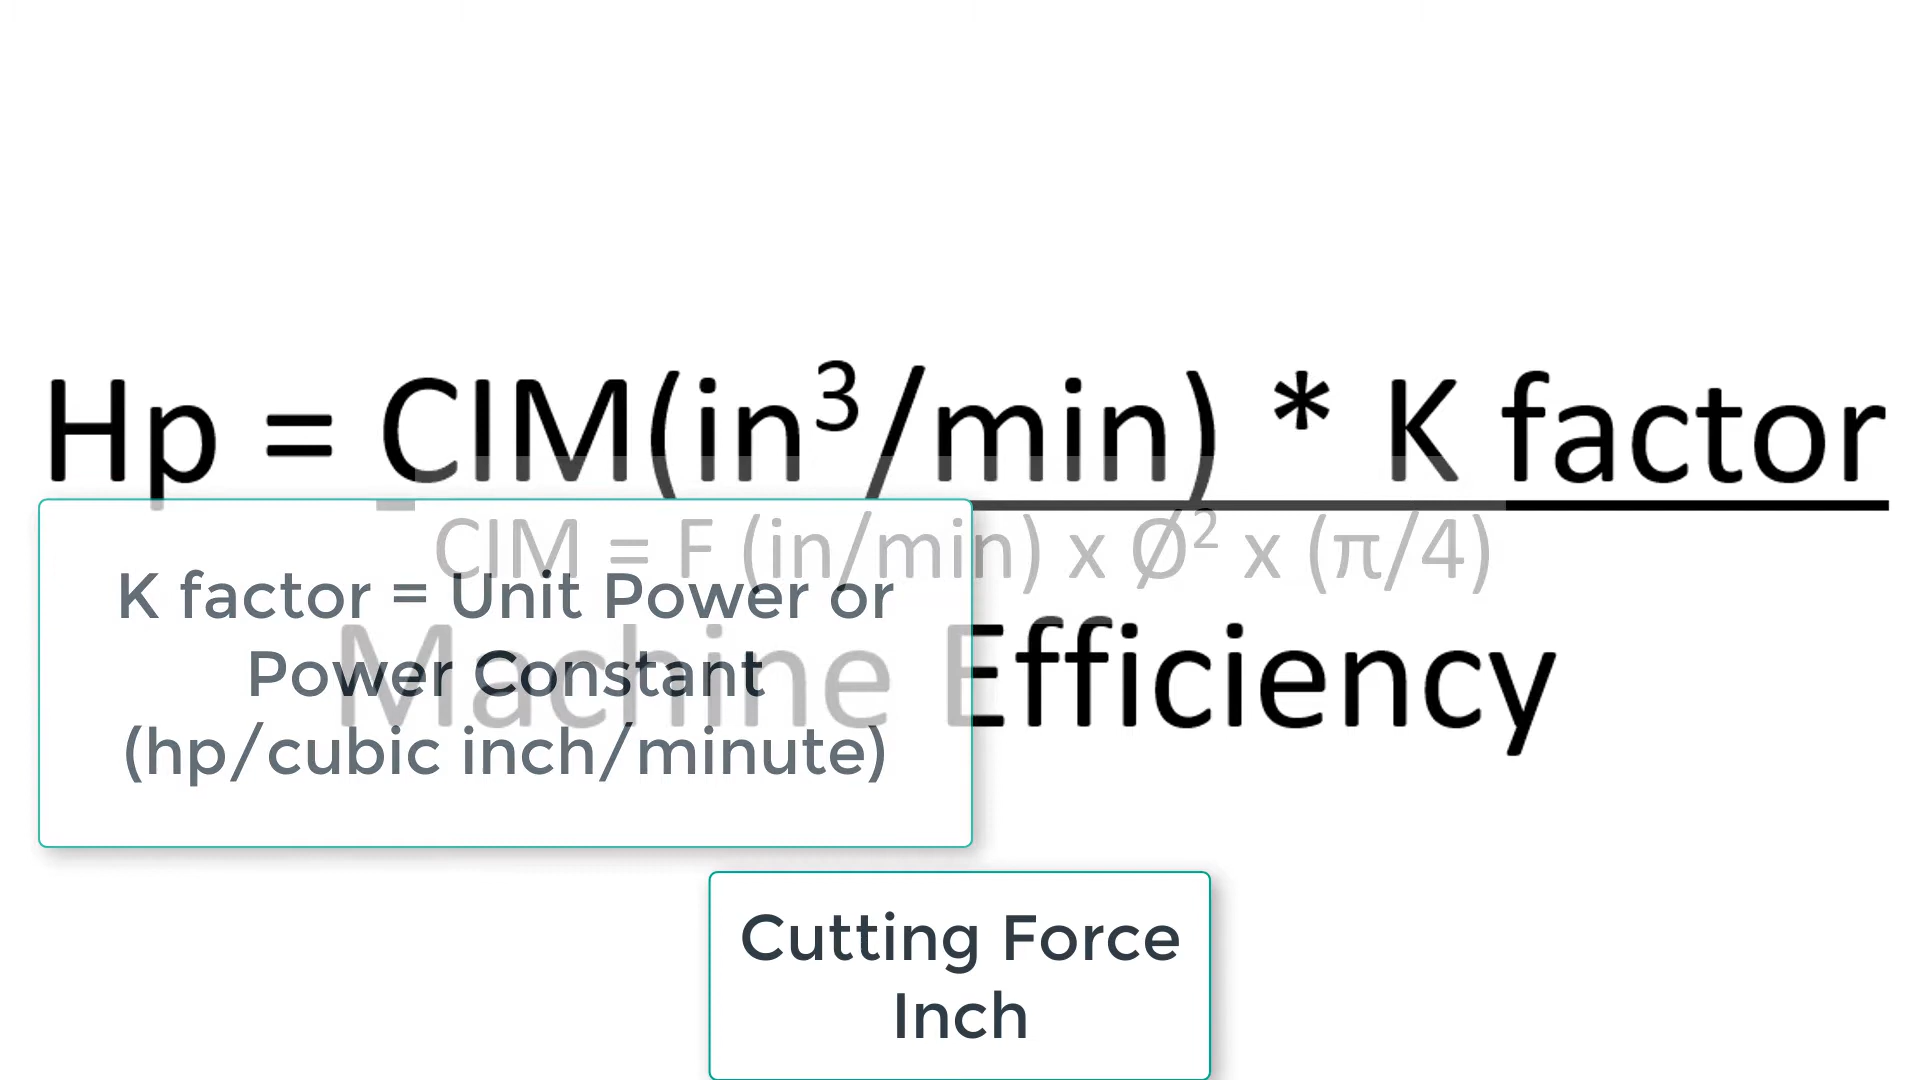 Hp = CIM(in³/min) * K factor
CIM = F (in/min) x Ø² x (π/4)
Machine Efficiency
K factor = Unit Power or
Power Constant
(hp/cubic inch/minute)
Cutting Force
Inch